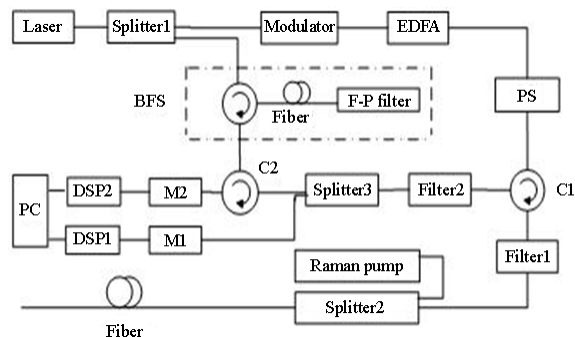 Laser
Splitter1
Modulator
EDFA
BFS
Fiber
F-P filter
PS
C2
PC
DSP2
M2
Splitter3
Filter2
C1
DSP1
M1
Raman pump
Filter1
Splitter2
Fiber